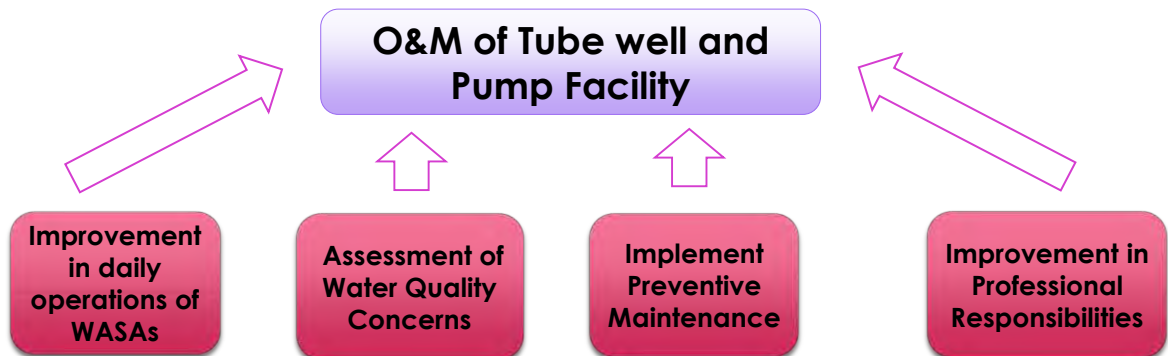 O&M of Tube well and
Pump Facility
Improvement
in daily
operations of
WASAs
Assessment of
Water Quality
Concerns
Implement
Preventive
Maintenance
Improvement in
Professional
Responsibilities